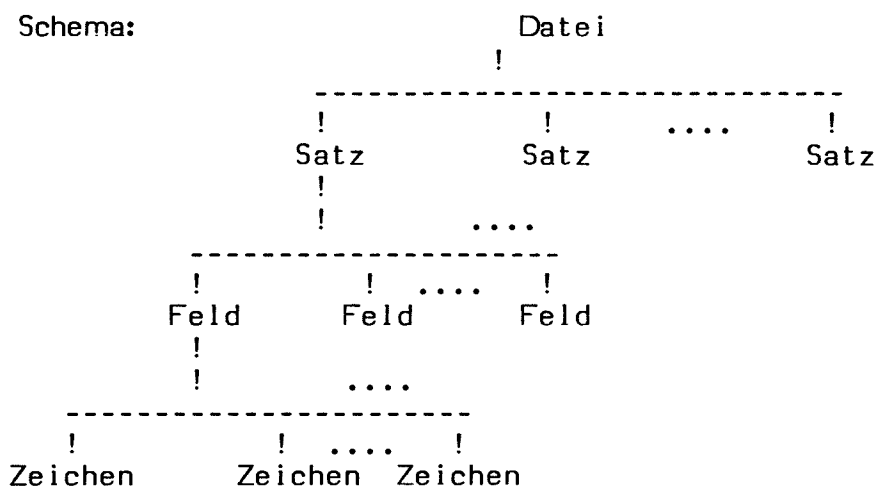 Schema: Datei
!
- - - - - - - - - - - - - - - - - - - - - - - - - - - -
! ! .... !
Satz Satz Satz
!
! ....
- - - - - - - - - - - - - - - - - - - -
! ! .... !
Feld Feld Feld
!
! ....
- - - - - - - - - - - - - - - - - - - - - -
! ! .... !
Zeichen Zeichen Zeichen